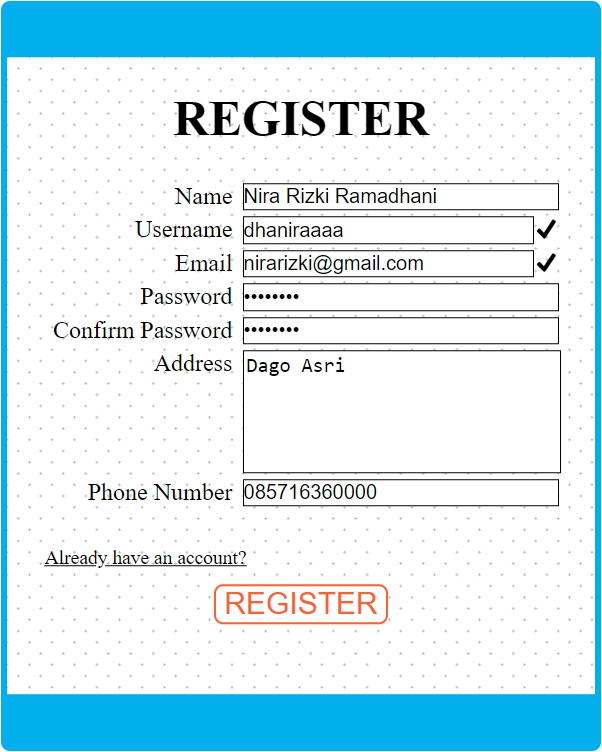 REGISTER
Name Nira Rizki Ramadhani
Username dhaniraaaa
Email nirarizki@gmail.com
Password ••••••••
Confirm Password ••••••••
Address Dago Asri
Phone Number 085716360000
Already have an account?
REGISTER